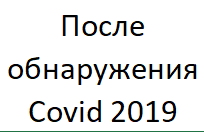 После
обнаружения
Covid 2019